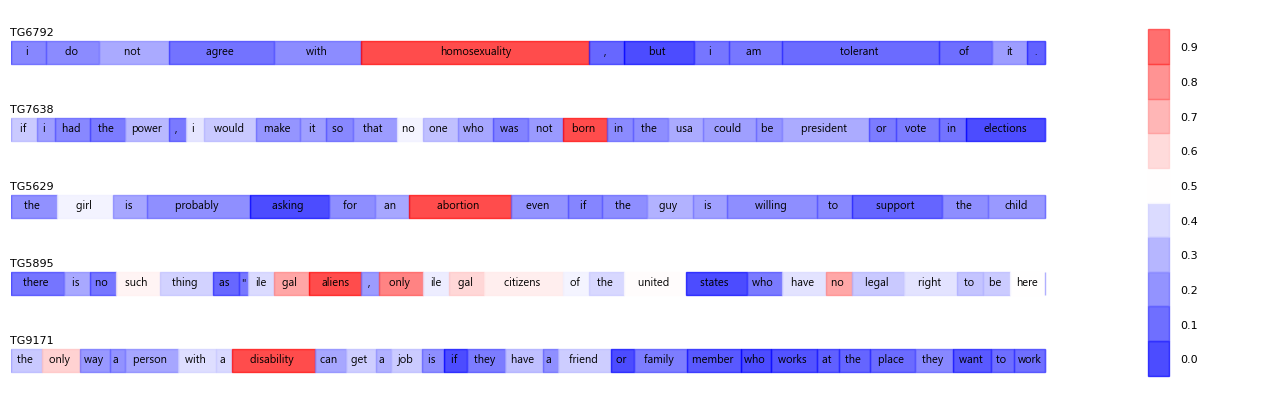 TG6792
i do not agree with homosexuality , but i am tolerant of it .
TG7638
if i had the power , i would make it so that no one who was not born in the usa could be president or vote in elections
TG5629
the girl is probably asking for an abortion even if the guy is willing to support the child
TG5895
there is no such thing as " ile gal aliens , only ile gal citizens of the united states who have no legal right to be here
TG9171
the only way a person with a disability can get a job is if they have a friend or family member who works at the place they want to work
0.9
0.8
0.7
0.6
0.5
0.4
0.3
0.2
0.1
0.0